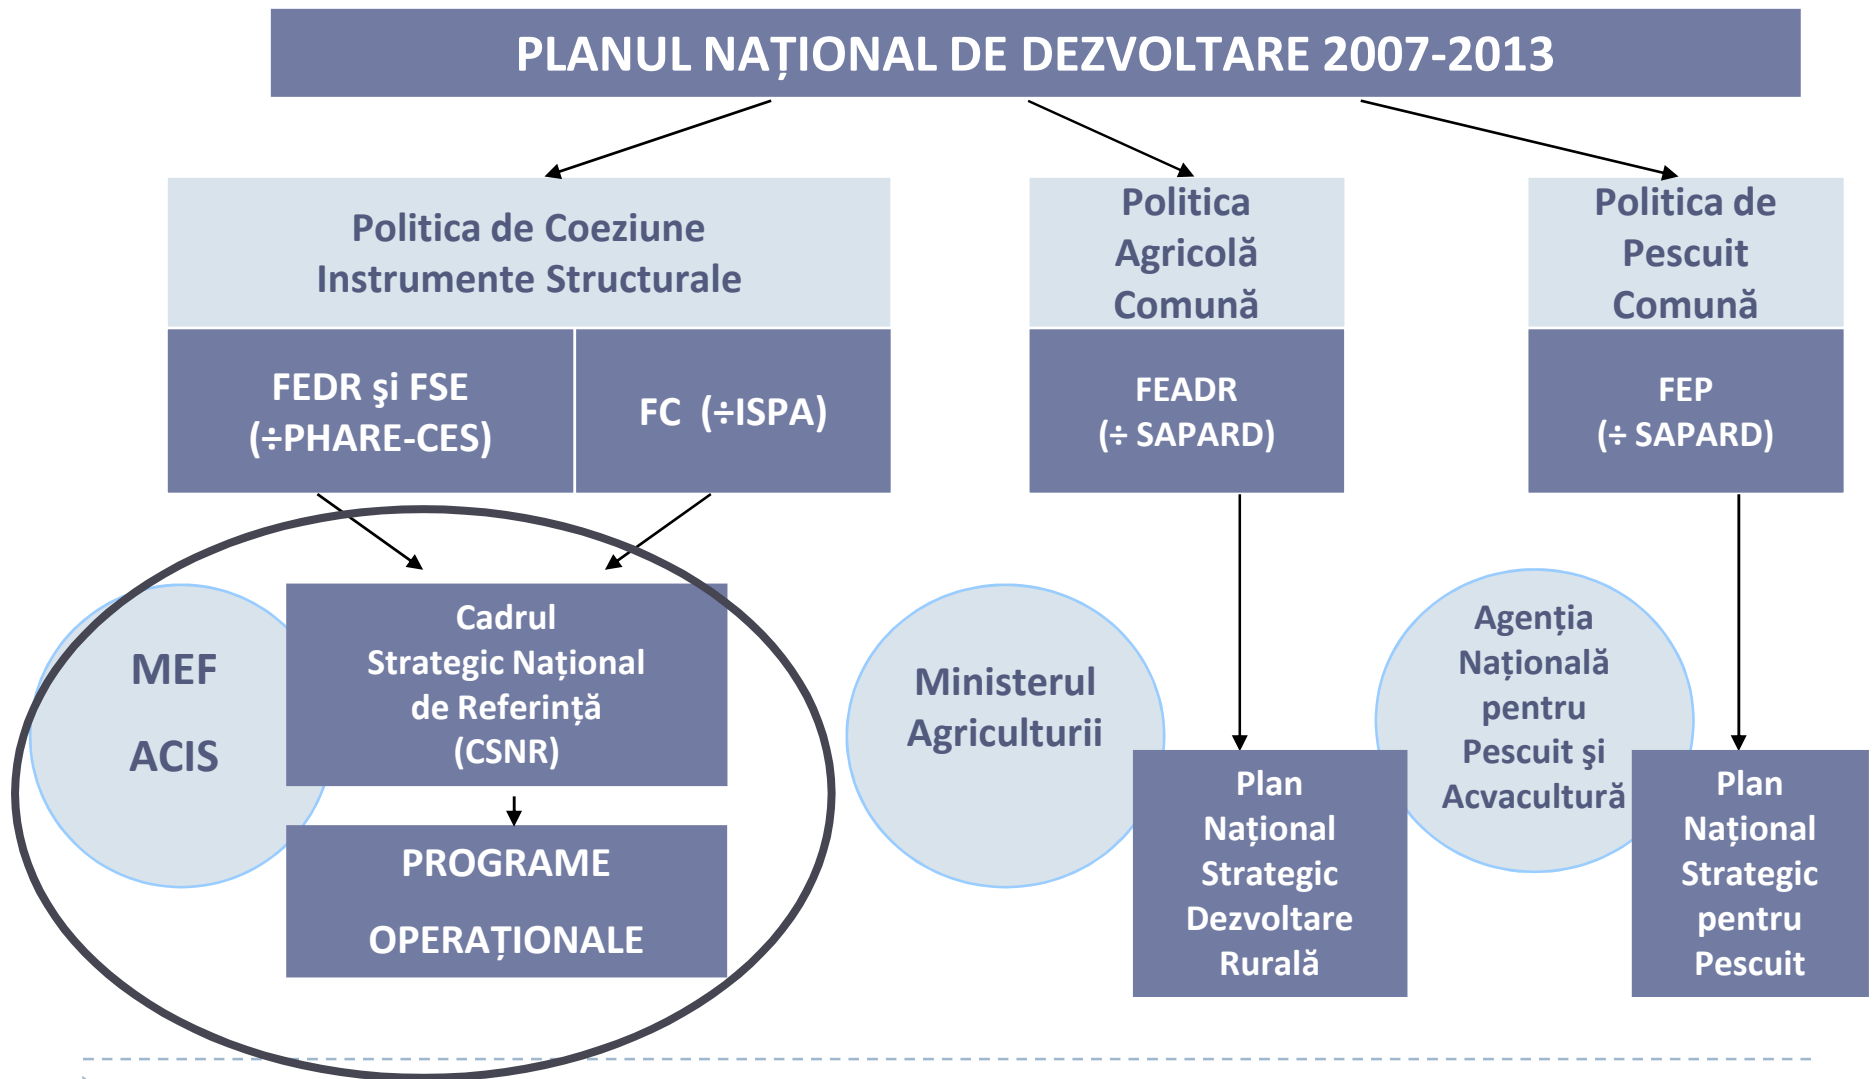 PLANUL NAȚIONAL DE DEZVOLTARE 2007-2013
Politica de Coeziune
Instrumente Structurale
FEDR şi FSE
(÷PHARE-CES)
FC  (÷ISPA)
Politica
Agricolă
Comună
FEADR
(÷ SAPARD)
Politica de
Pescuit
Comună
FEP
(÷ SAPARD)
MEF
ACIS
Cadrul
Strategic Național
de Referință
(CSNR)
PROGRAME
OPERAȚIONALE
Ministerul
Agriculturii
Plan
Național
Strategic
Dezvoltare
Rurală
Agenția
Națională
pentru
Pescuit şi
Acvacultură
Plan
Național
Strategic
pentru
Pescuit